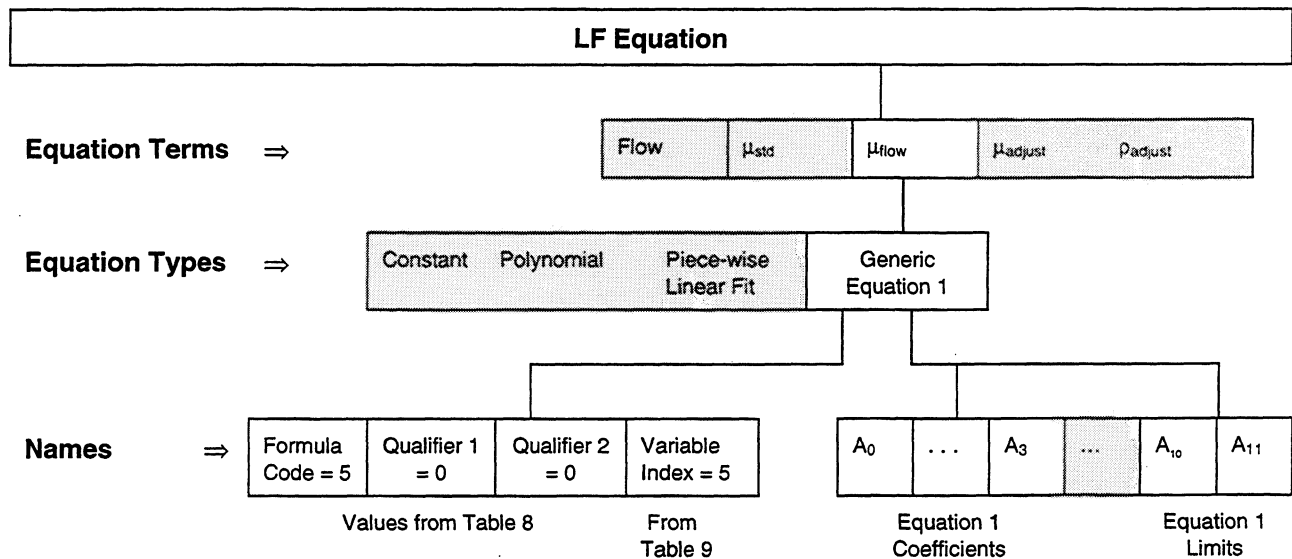 LF Equation
Equation Terms ⇒ Flow μstd μflow μadjust ρadjust
Equation Types ⇒ Constant Polynomial Piece-wise Linear Fit Generic Equation 1
Names ⇒ Formula Code = 5 Qualifier 1 = 0 Qualifier 2 = 0 Variable Index = 5 A0 ... A3 ... A10 A11
Values from Table 8 From Table 9 Equation 1 Coefficients Equation 1 Limits